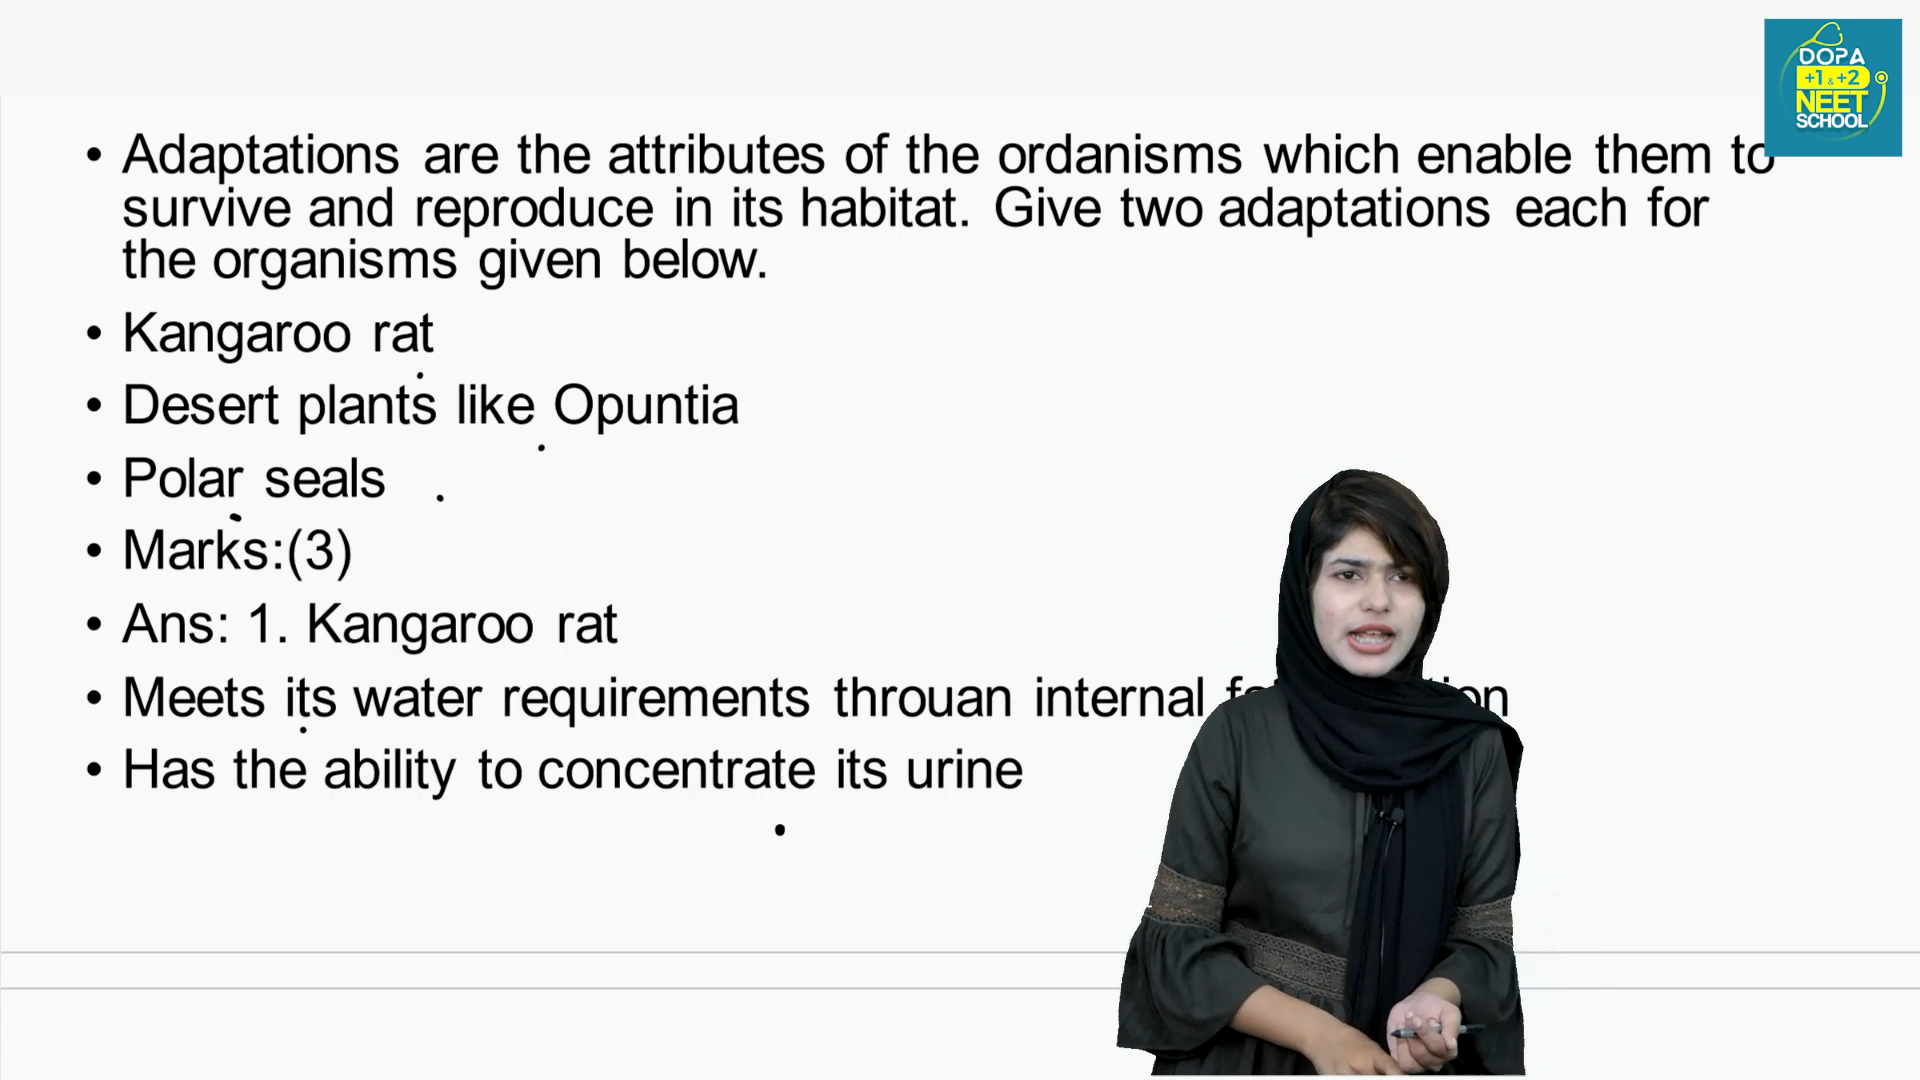 DOPA
+1 & +2
NEET
SCHOOL
• Adaptations are the attributes of the ordanisms which enable them to
survive and reproduce in its habitat. Give two adaptations each for
the organisms given below.
• Kangaroo rat
• Desert plants like Opuntia
• Polar seals
• Marks:(3)
• Ans: 1. Kangaroo rat
• Meets its water requirements throuan internal
• Has the ability to concentrate its urine